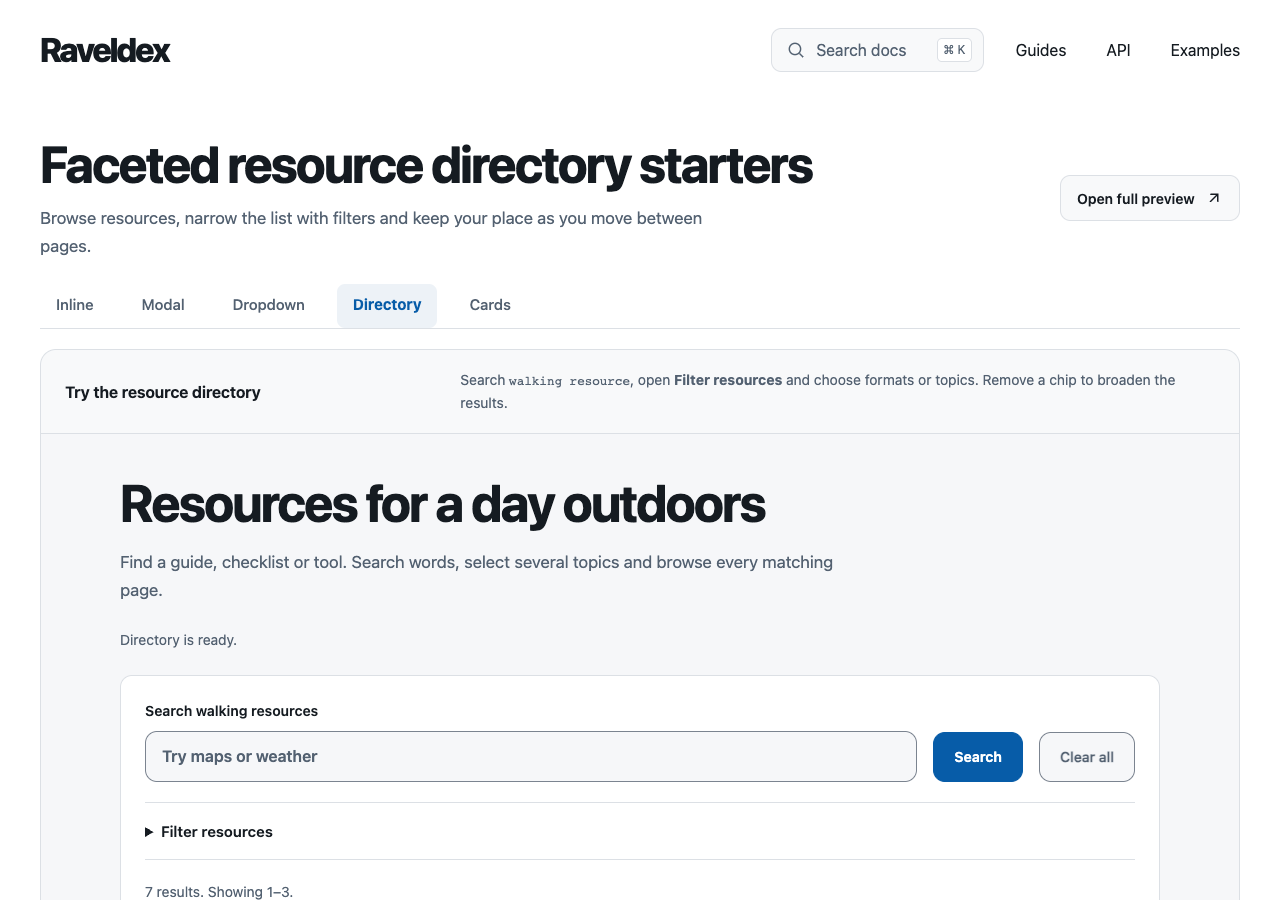 Raveldex
Search docs
⌘ K
Guides
API
Examples
Faceted resource directory starters
Browse resources, narrow the list with filters and keep your place as you move between
pages.
Open full preview
Inline
Modal
Dropdown
Directory
Cards
Try the resource directory
Search walking resource, open Filter resources and choose formats or topics. Remove a chip to broaden the
results.
Resources for a day outdoors
Find a guide, checklist or tool. Search words, select several topics and browse every matching
page.
Directory is ready.
Search walking resources
Try maps or weather
Search
Clear all
Filter resources
7 results. Showing 1–3.